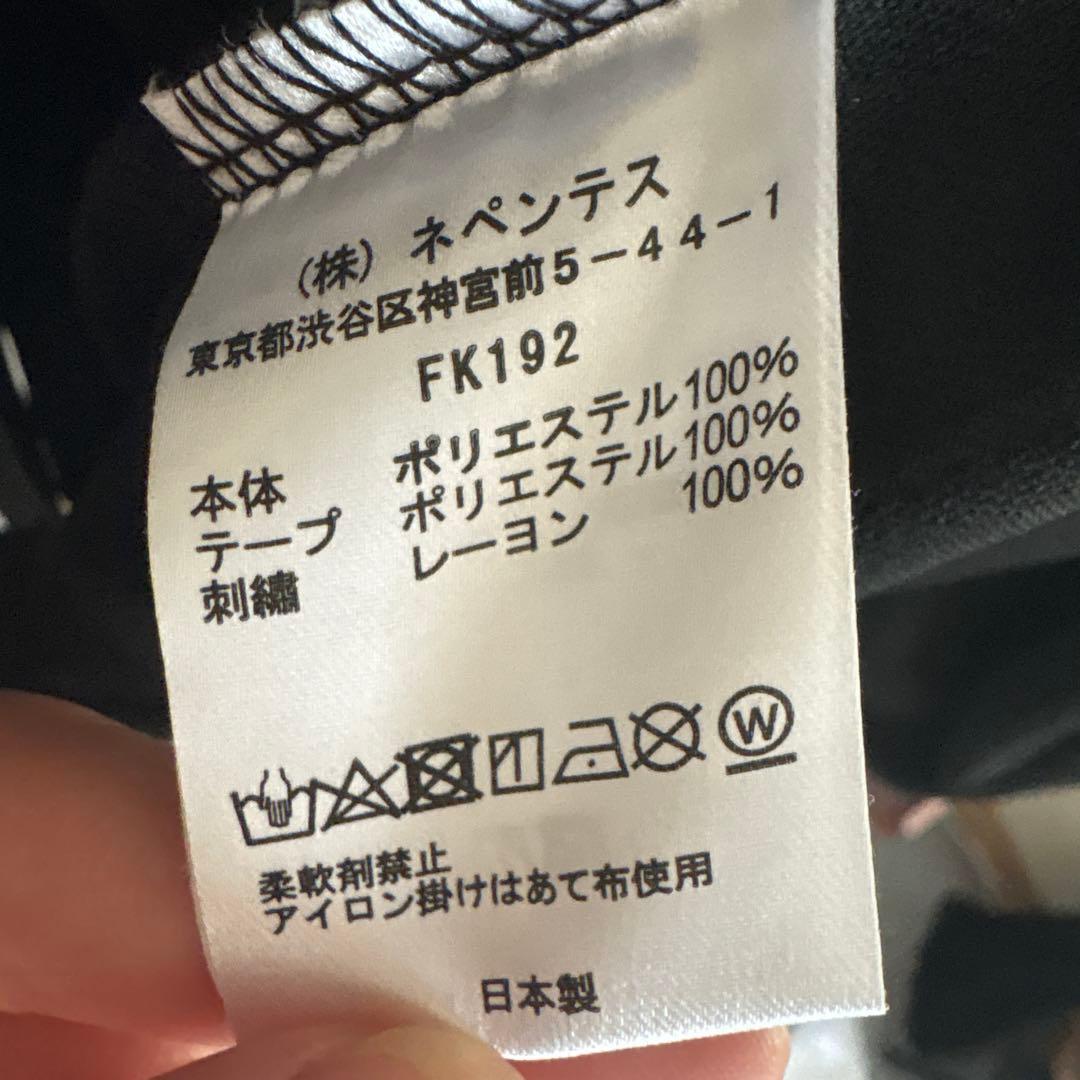 (株) ネペンテス
東京都渋谷区神宮前5-44-1
FK192
本体 ポリエステル100%
テープ ポリエステル100%
刺繍 レーヨン 100%
W
柔軟剤禁止
アイロン掛けはあて布使用
日本製